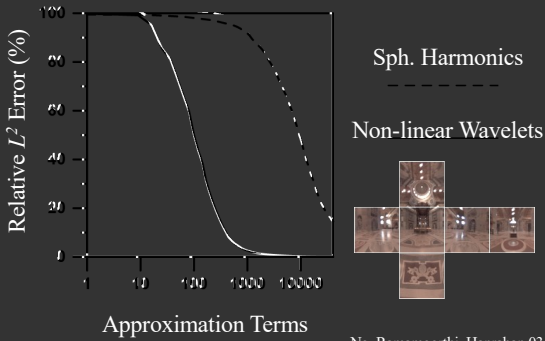 100
80
60
40
20
0
Relative L² Error (%)
1 10 100 1000 10000
Approximation Terms
Sph. Harmonics
Non-linear Wavelets